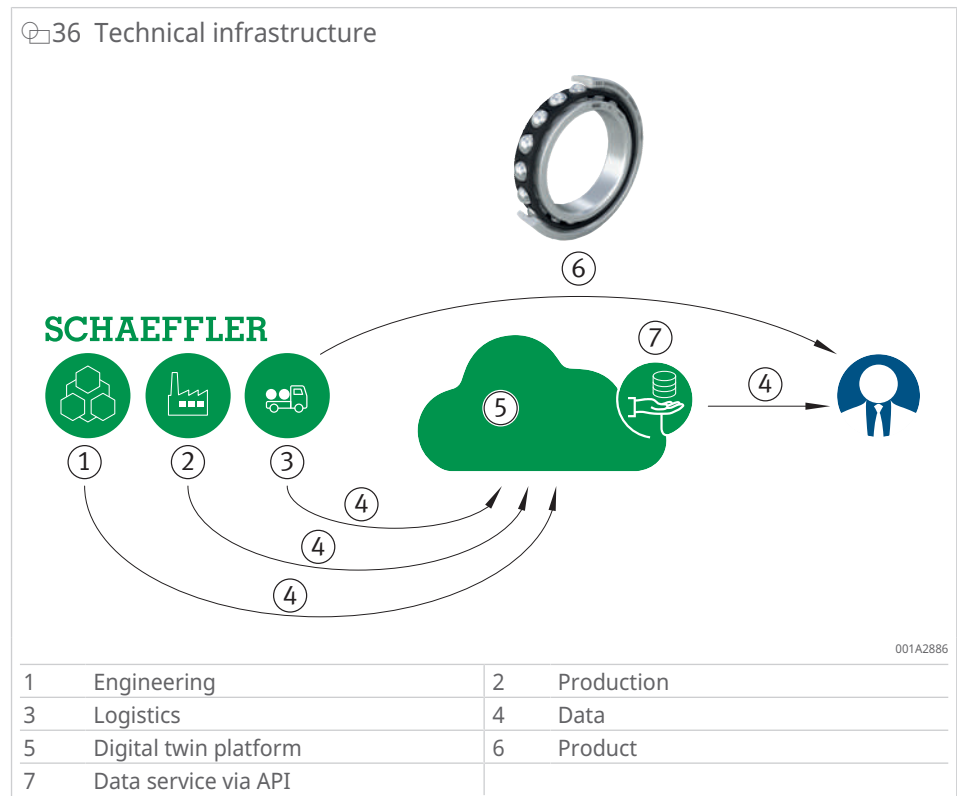 36 Technical infrastructure
6
SCHAEFFLER
7
4
5
1 2 3
4
4
4
001A2886
1 Engineering 2 Production
3 Logistics 4 Data
5 Digital twin platform 6 Product
7 Data service via API